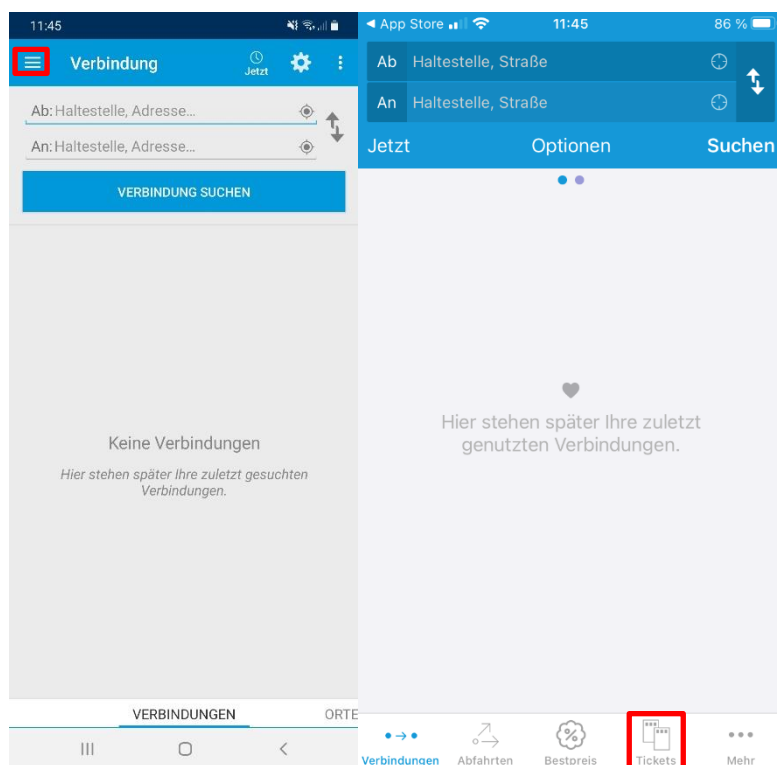 11:45
Verbindung
Jetzt
Ab: Haltestelle, Adresse...
An: Haltestelle, Adresse...
VERBINDUNG SUCHEN
Keine Verbindungen
Hier stehen später Ihre zuletzt gesuchten
Verbindungen.
VERBINDUNGEN ORTE
App Store 11:45 86 %
Ab Haltestelle, Straße
An Haltestelle, Straße
Jetzt Optionen Suchen
Hier stehen später Ihre zuletzt
genutzten Verbindungen.
Verbindungen Abfahrten Bestpreis Tickets Mehr